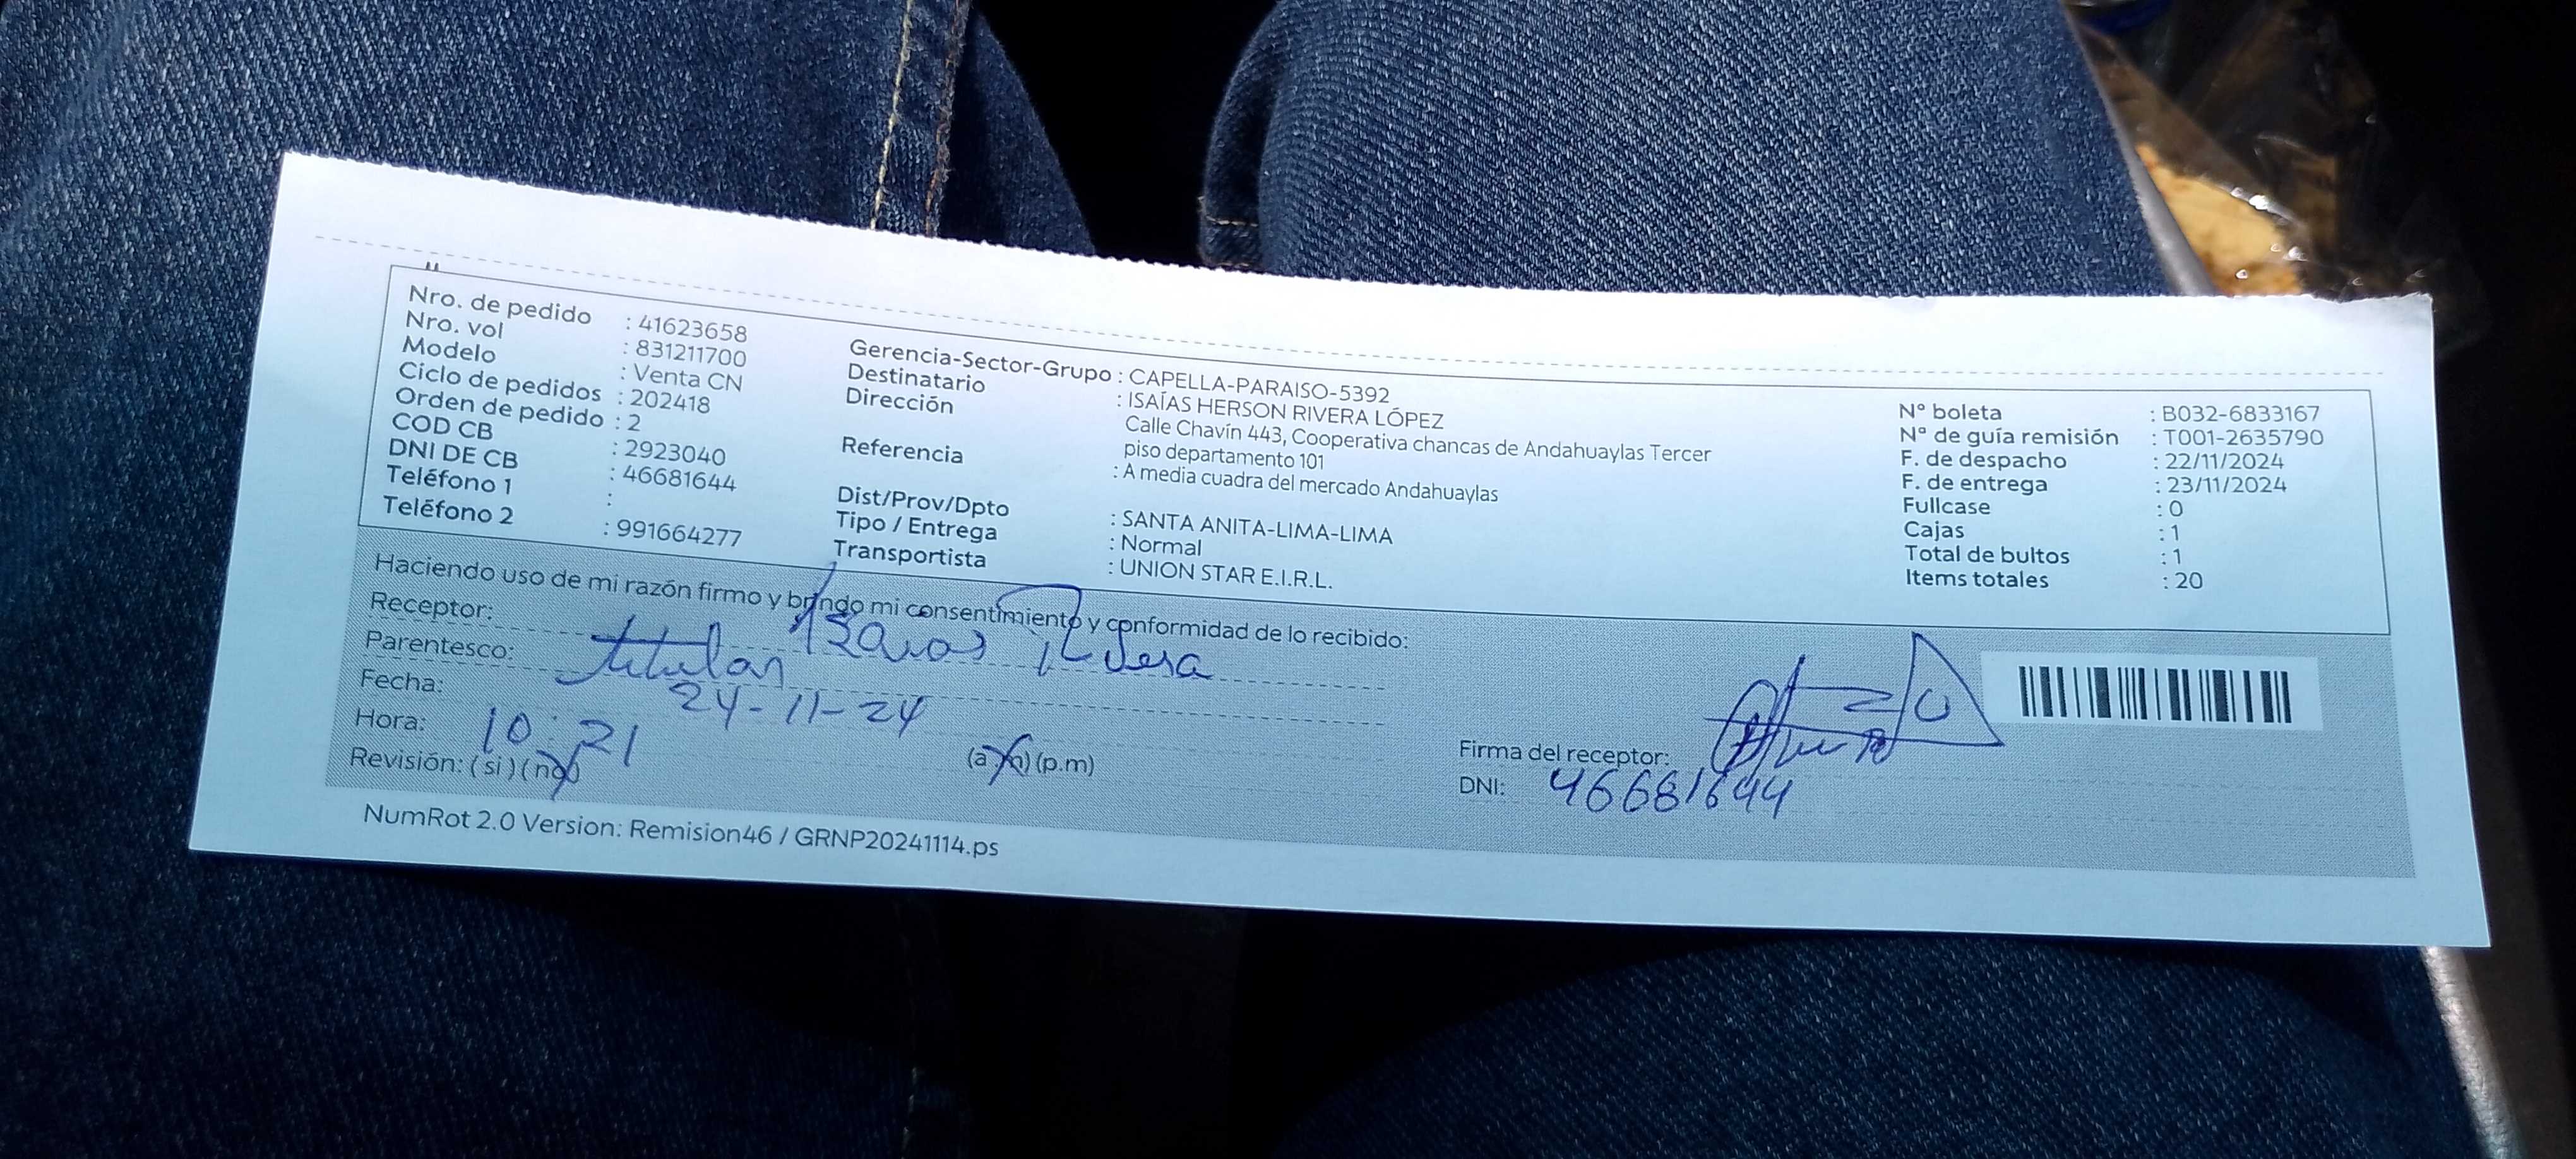 Nro. de pedido : 41623658
Nro. vol : 831211700
Modelo : Venta CN
Ciclo de pedidos : 202418
Orden de pedido : 2
COD CB : 2923040
DNI DE CB : 46681644
Teléfono 1 :
Teléfono 2 : 991664277
Gerencia-Sector-Grupo : CAPELLA-PARAISO-5392
Destinatario : ISAÍAS HERSON RIVERA LÓPEZ
Dirección Calle Chavín 443, Cooperativa chancas de Andahuaylas Tercer
piso departamento 101
Referencia : A media cuadra del mercado Andahuaylas
Dist/Prov/Dpto : SANTA ANITA-LIMA-LIMA
Tipo / Entrega : Normal
Transportista : UNION STAR E.I.R.L.
N° boleta : B032-6833167
N° de guía remisión : T001-2635790
F. de despacho : 22/11/2024
F. de entrega : 23/11/2024
Fullcase : 0
Cajas : 1
Total de bultos : 1
Items totales : 20
Haciendo uso de mi razón firmo y brindo mi consentimiento y conformidad de lo recibido:
Receptor: Isaias Rivera
Parentesco: titular
Fecha: 24-11-24
Hora: 10:21 (a.m) (p.m)
Revisión: (si) (no)
Firma del receptor:
DNI: 46681644
NumRot 2.0 Version: Remision46 / GRNP20241114.ps